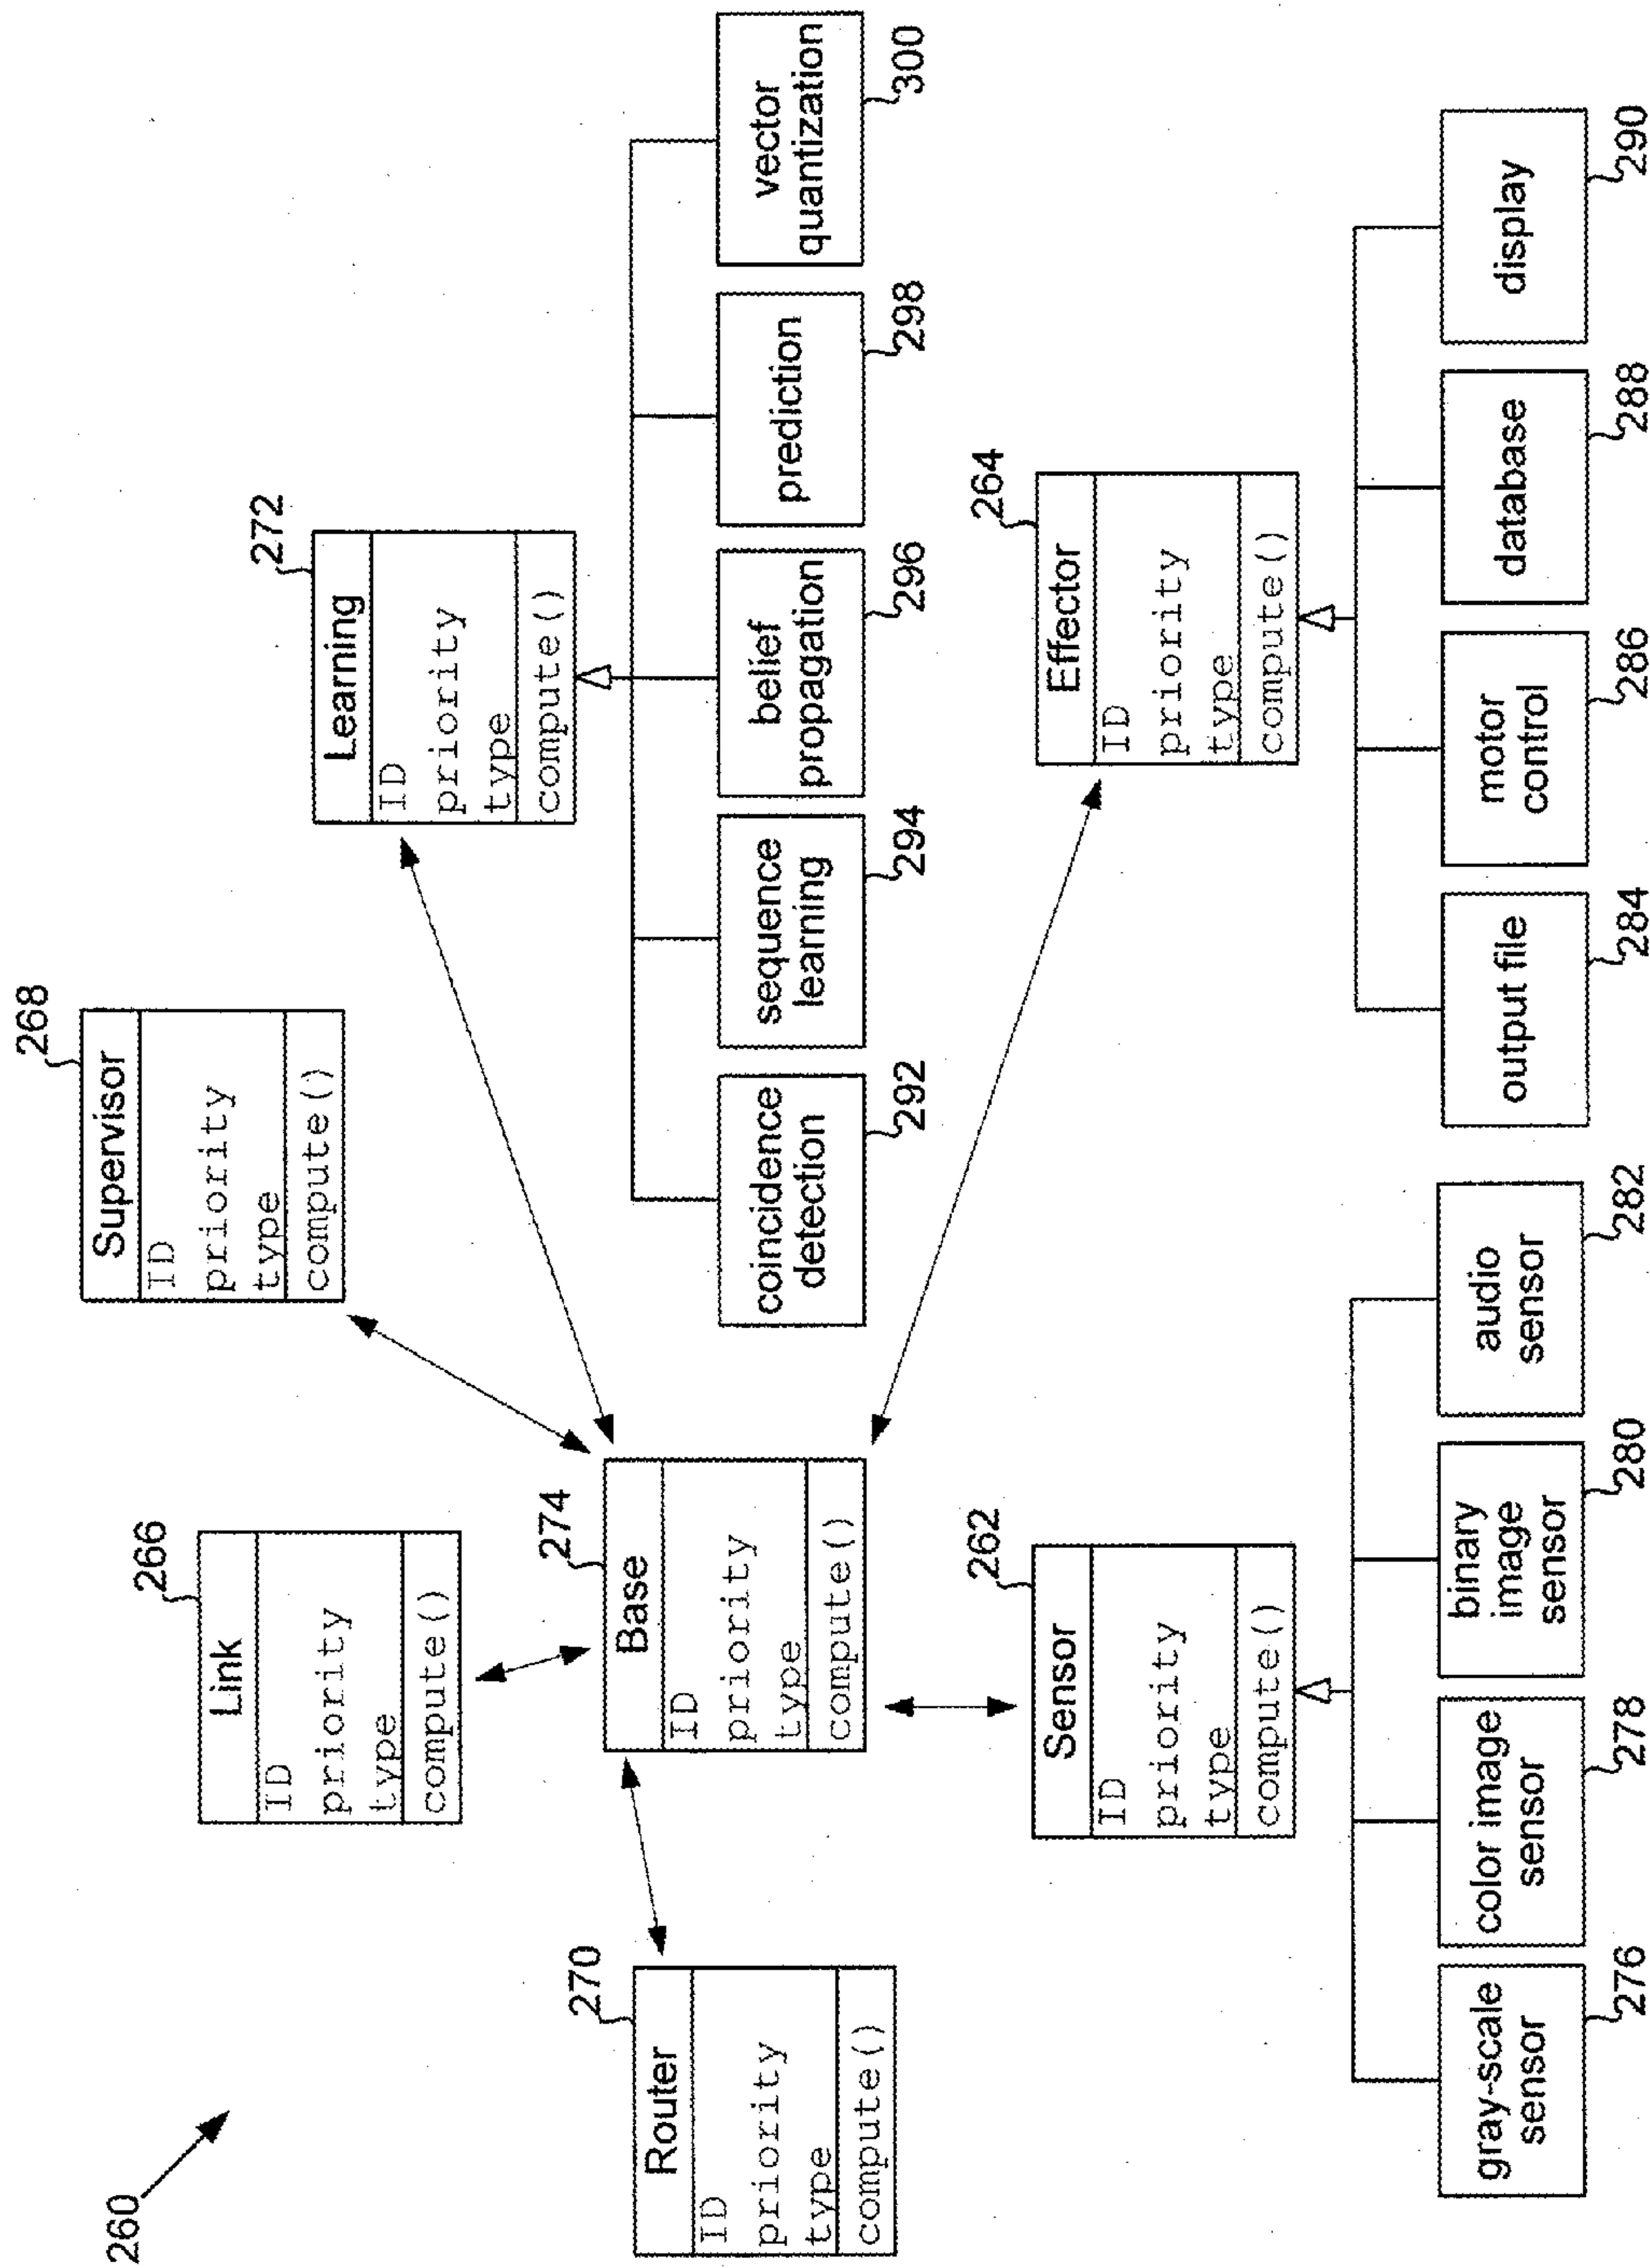 260
268
Supervisor
ID
priority
type
compute()
266
Link
ID
priority
type
compute()
272
Learning
ID
priority
type
compute()
270
Router
ID
priority
type
compute()
274
Base
ID
priority
type
compute()
coincidence
detection
292
sequence
learning
294
belief
propagation
296
prediction
298
vector
quantization
300
262
Sensor
ID
priority
type
compute()
264
Effector
ID
priority
type
compute()
gray-scale
sensor
276
color image
sensor
278
binary
image
sensor
280
audio
sensor
282
output file
284
motor
control
286
database
288
display
290